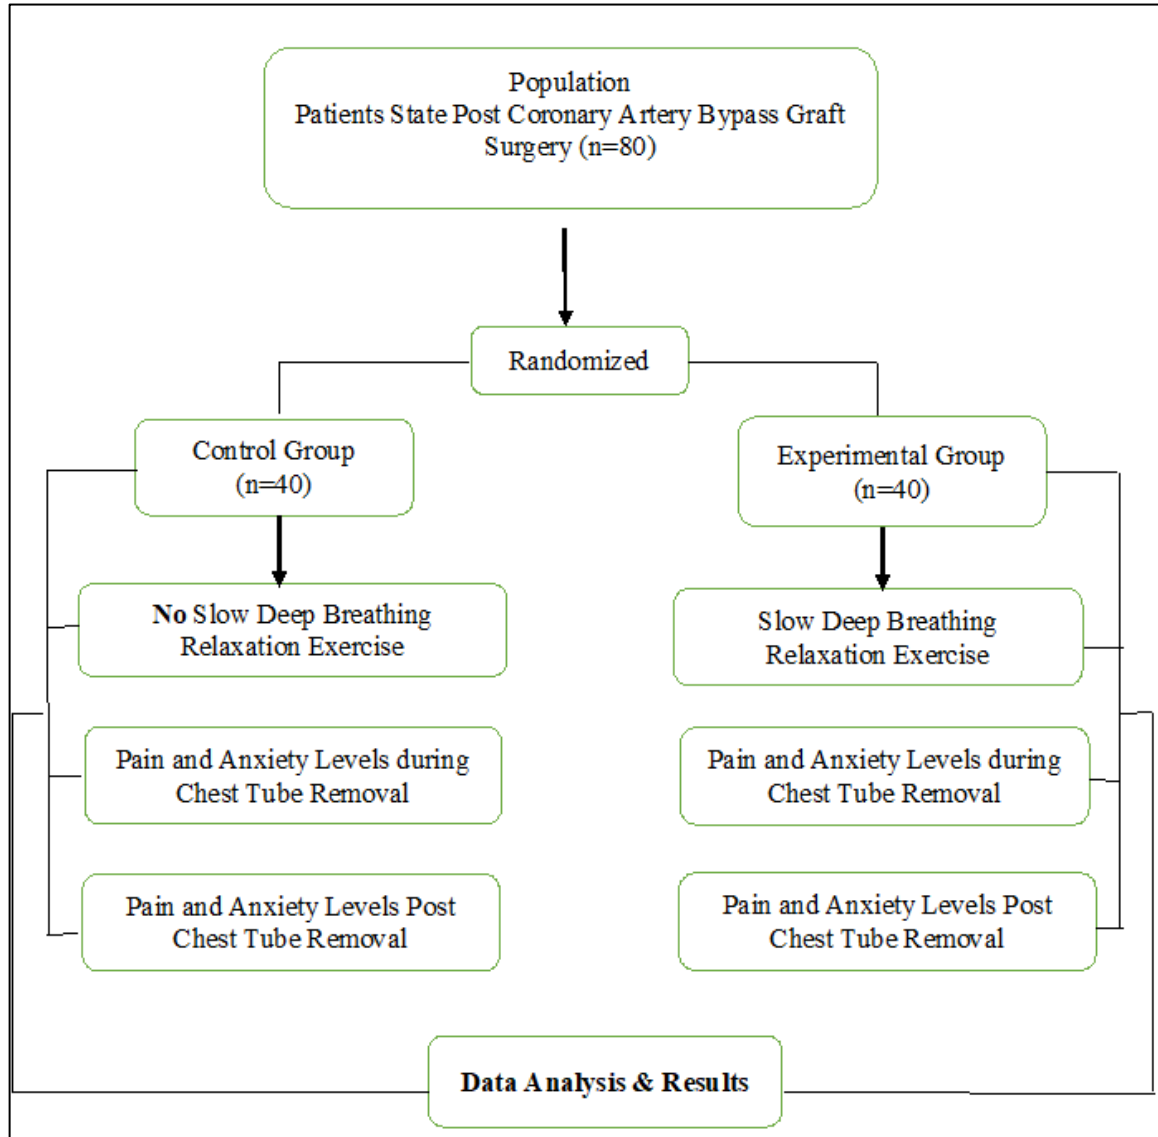 Population
Patients State Post Coronary Artery Bypass Graft
Surgery (n=80)
Randomized
Control Group
(n=40)
Experimental Group
(n=40)
No Slow Deep Breathing
Relaxation Exercise
Slow Deep Breathing
Relaxation Exercise
Pain and Anxiety Levels during
Chest Tube Removal
Pain and Anxiety Levels during
Chest Tube Removal
Pain and Anxiety Levels Post
Chest Tube Removal
Pain and Anxiety Levels Post
Chest Tube Removal
Data Analysis & Results